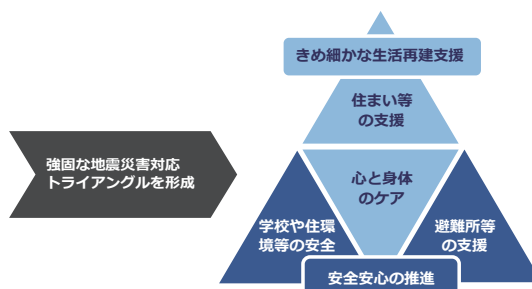 きめ細かな生活再建支援
住まい等
の支援
強固な地震災害対応
トライアングルを形成
心と身体
のケア
学校や住環
境等の安全
避難所等
の支援
安全安心の推進